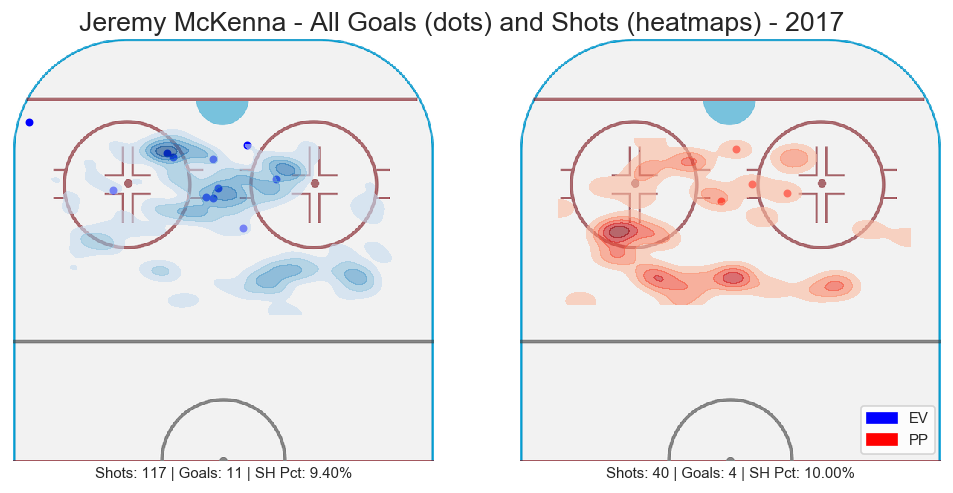 Jeremy McKenna - All Goals (dots) and Shots (heatmaps) - 2017
EV
PP
Shots: 117 | Goals: 11 | SH Pct: 9.40%
Shots: 40 | Goals: 4 | SH Pct: 10.00%